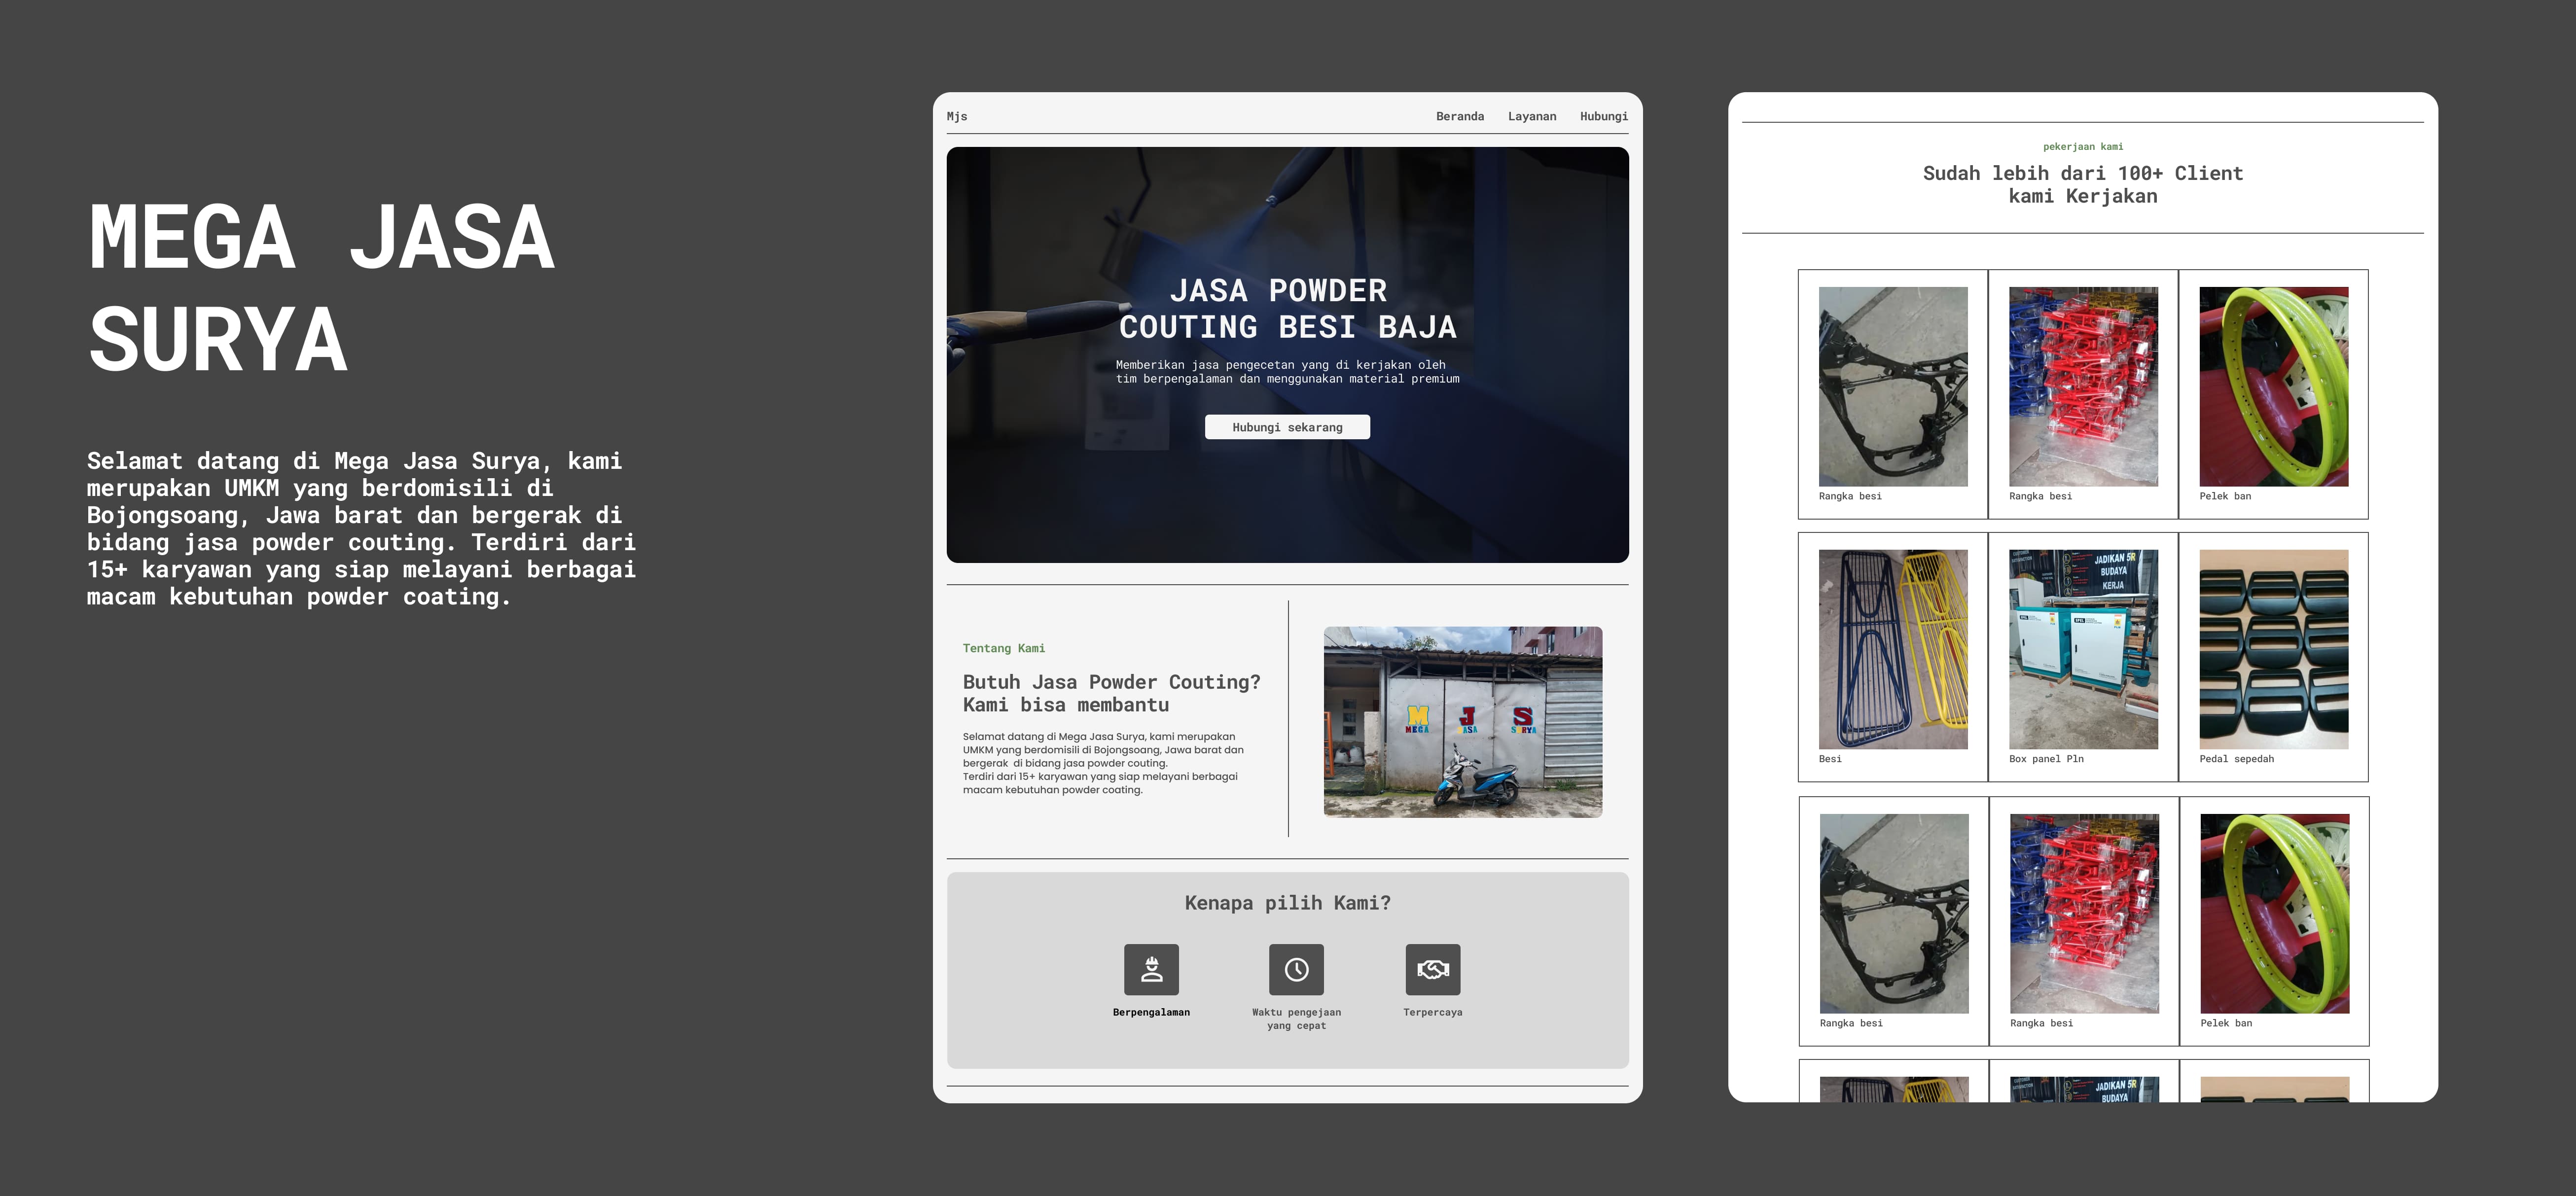 MEGA JASA
SURYA
Selamat datang di Mega Jasa Surya, kami
merupakan UMKM yang berdomisili di
Bojongsoang, Jawa barat dan bergerak di
bidang jasa powder couting. Terdiri dari
15+ karyawan yang siap melayani berbagai
macam kebutuhan powder coating.
Mjs
Beranda Layanan Hubungi
JASA POWDER
COUTING BESI BAJA
Memberikan jasa pengecetan yang di kerjakan oleh
tim berpengalaman dan menggunakan material premium
Hubungi sekarang
Tentang Kami
Butuh Jasa Powder Couting?
Kami bisa membantu
Selamat datang di Mega Jasa Surya, kami merupakan
UMKM yang berdomisili di Bojongsoang, Jawa barat dan
bergerak di bidang jasa powder couting.
Terdiri dari 15+ karyawan yang siap melayani berbagai
macam kebutuhan powder coating.
M J S
MEGA JASA SURYA
Kenapa pilih Kami?
Berpengalaman
Waktu pengejaan
yang cepat
Terpercaya
pekerjaan kami
Sudah lebih dari 100+ Client
kami Kerjakan
Rangka besi
Rangka besi
Pelek ban
JADIKAN 5R
BUDAYA
KERJA
Besi
Box panel Pln
Pedal sepedah
Rangka besi
Rangka besi
Pelek ban
JADIKAN 5R
BUDAYA